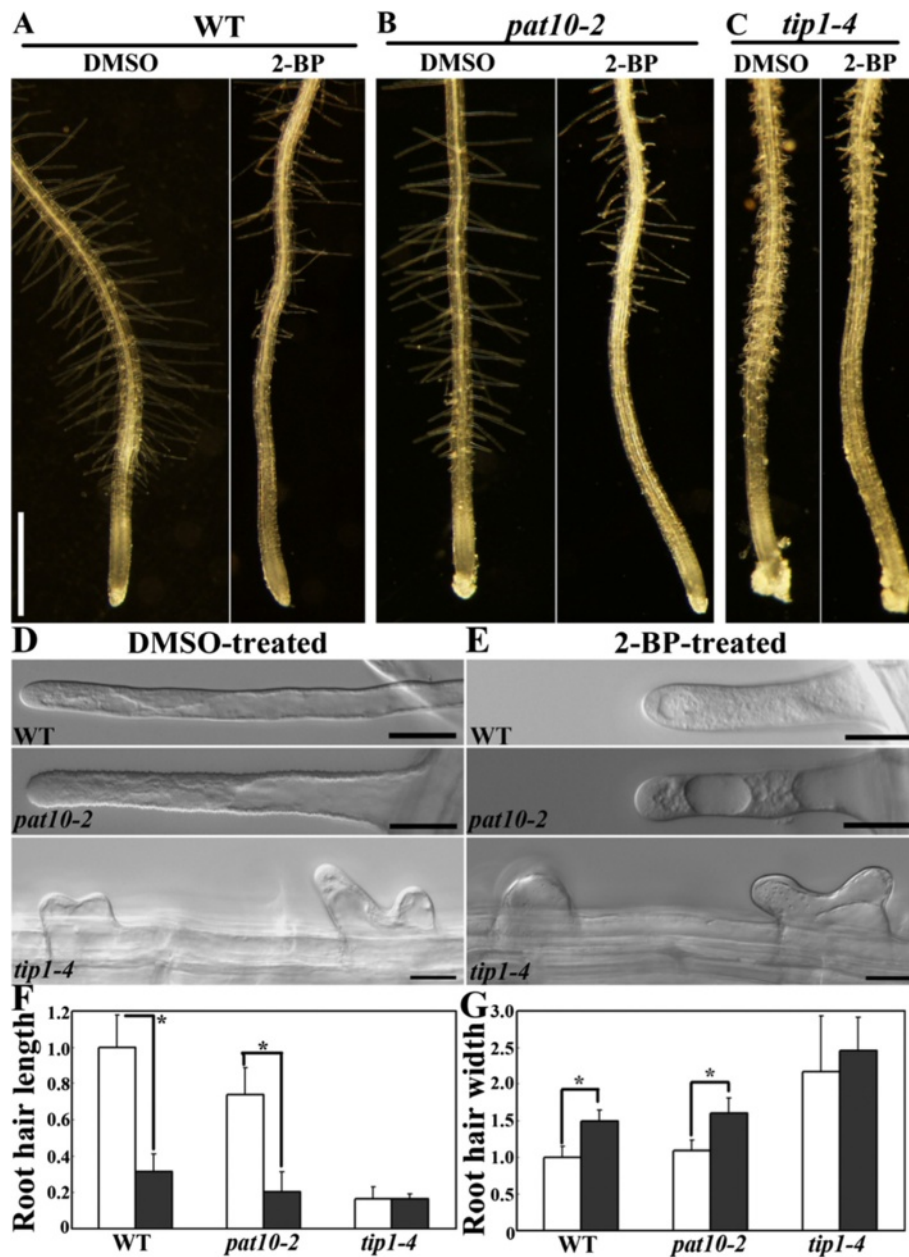 A WT B pat10-2 C tip1-4
DMSO 2-BP DMSO 2-BP DMSO 2-BP
D DMSO-treated E 2-BP-treated
WT WT
pat10-2 pat10-2
tip1-4 tip1-4
F G
Root hair length
1.2
1.0
0.8
0.6
0.4
0.2
0
* *
WT pat10-2 tip1-4
Root hair width
3.0
2.5
2.0
1.5
1.0
0.5
0
* *
WT pat10-2 tip1-4